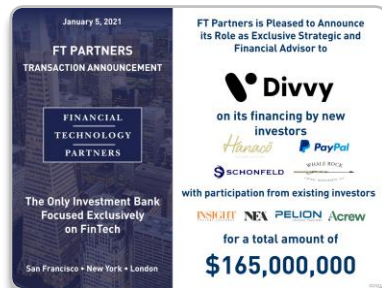 January 5, 2021
FT PARTNERS
TRANSACTION ANNOUNCEMENT
FINANCIAL
TECHNOLOGY
PARTNERS
The Only Investment Bank
Focused Exclusively
on FinTech
San Francisco • New York • London
FT Partners is Pleased to Announce
its Role as Exclusive Strategic and
Financial Advisor to
Divvy
on its financing by new
investors
Hanaco
PayPal
SCHONFELD
WHALE ROCK
with participation from existing investors
INSIGHT NEA PELION Acrew
for a total amount of
$165,000,000